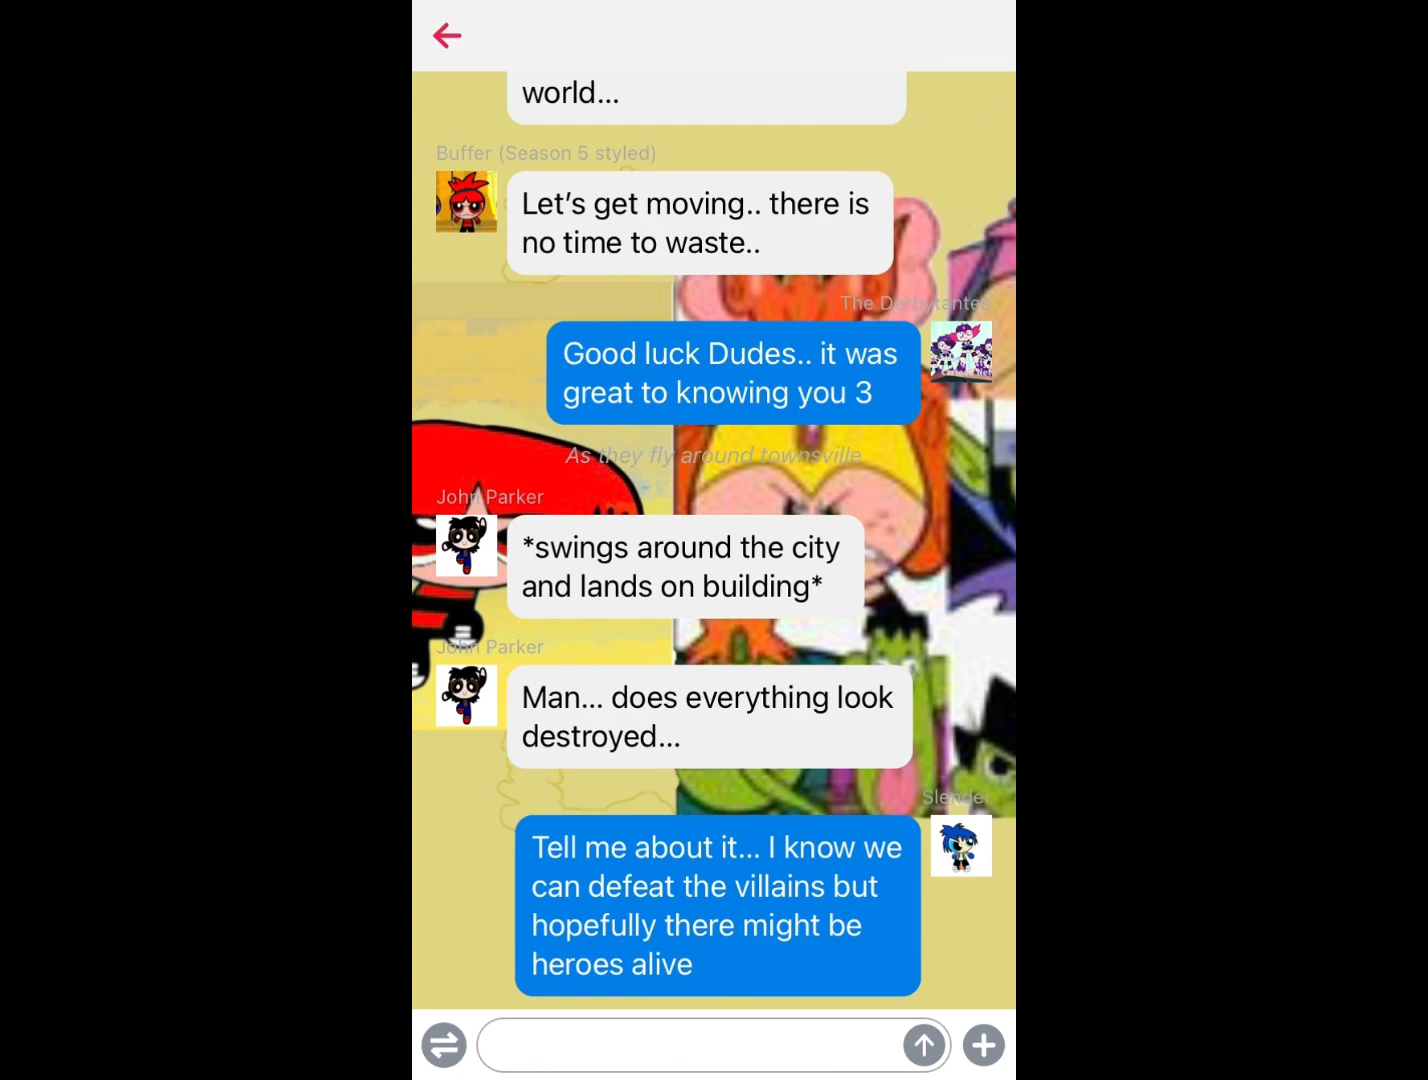 world...
Buffer (Season 5 styled)
Let’s get moving.. there is
no time to waste..
The Derbytantes
Good luck Dudes.. it was
great to knowing you 3
As they fly around townsville
John Parker
*swings around the city
and lands on building*
John Parker
Man... does everything look
destroyed...
Slender
Tell me about it... I know we
can defeat the villains but
hopefully there might be
heroes alive